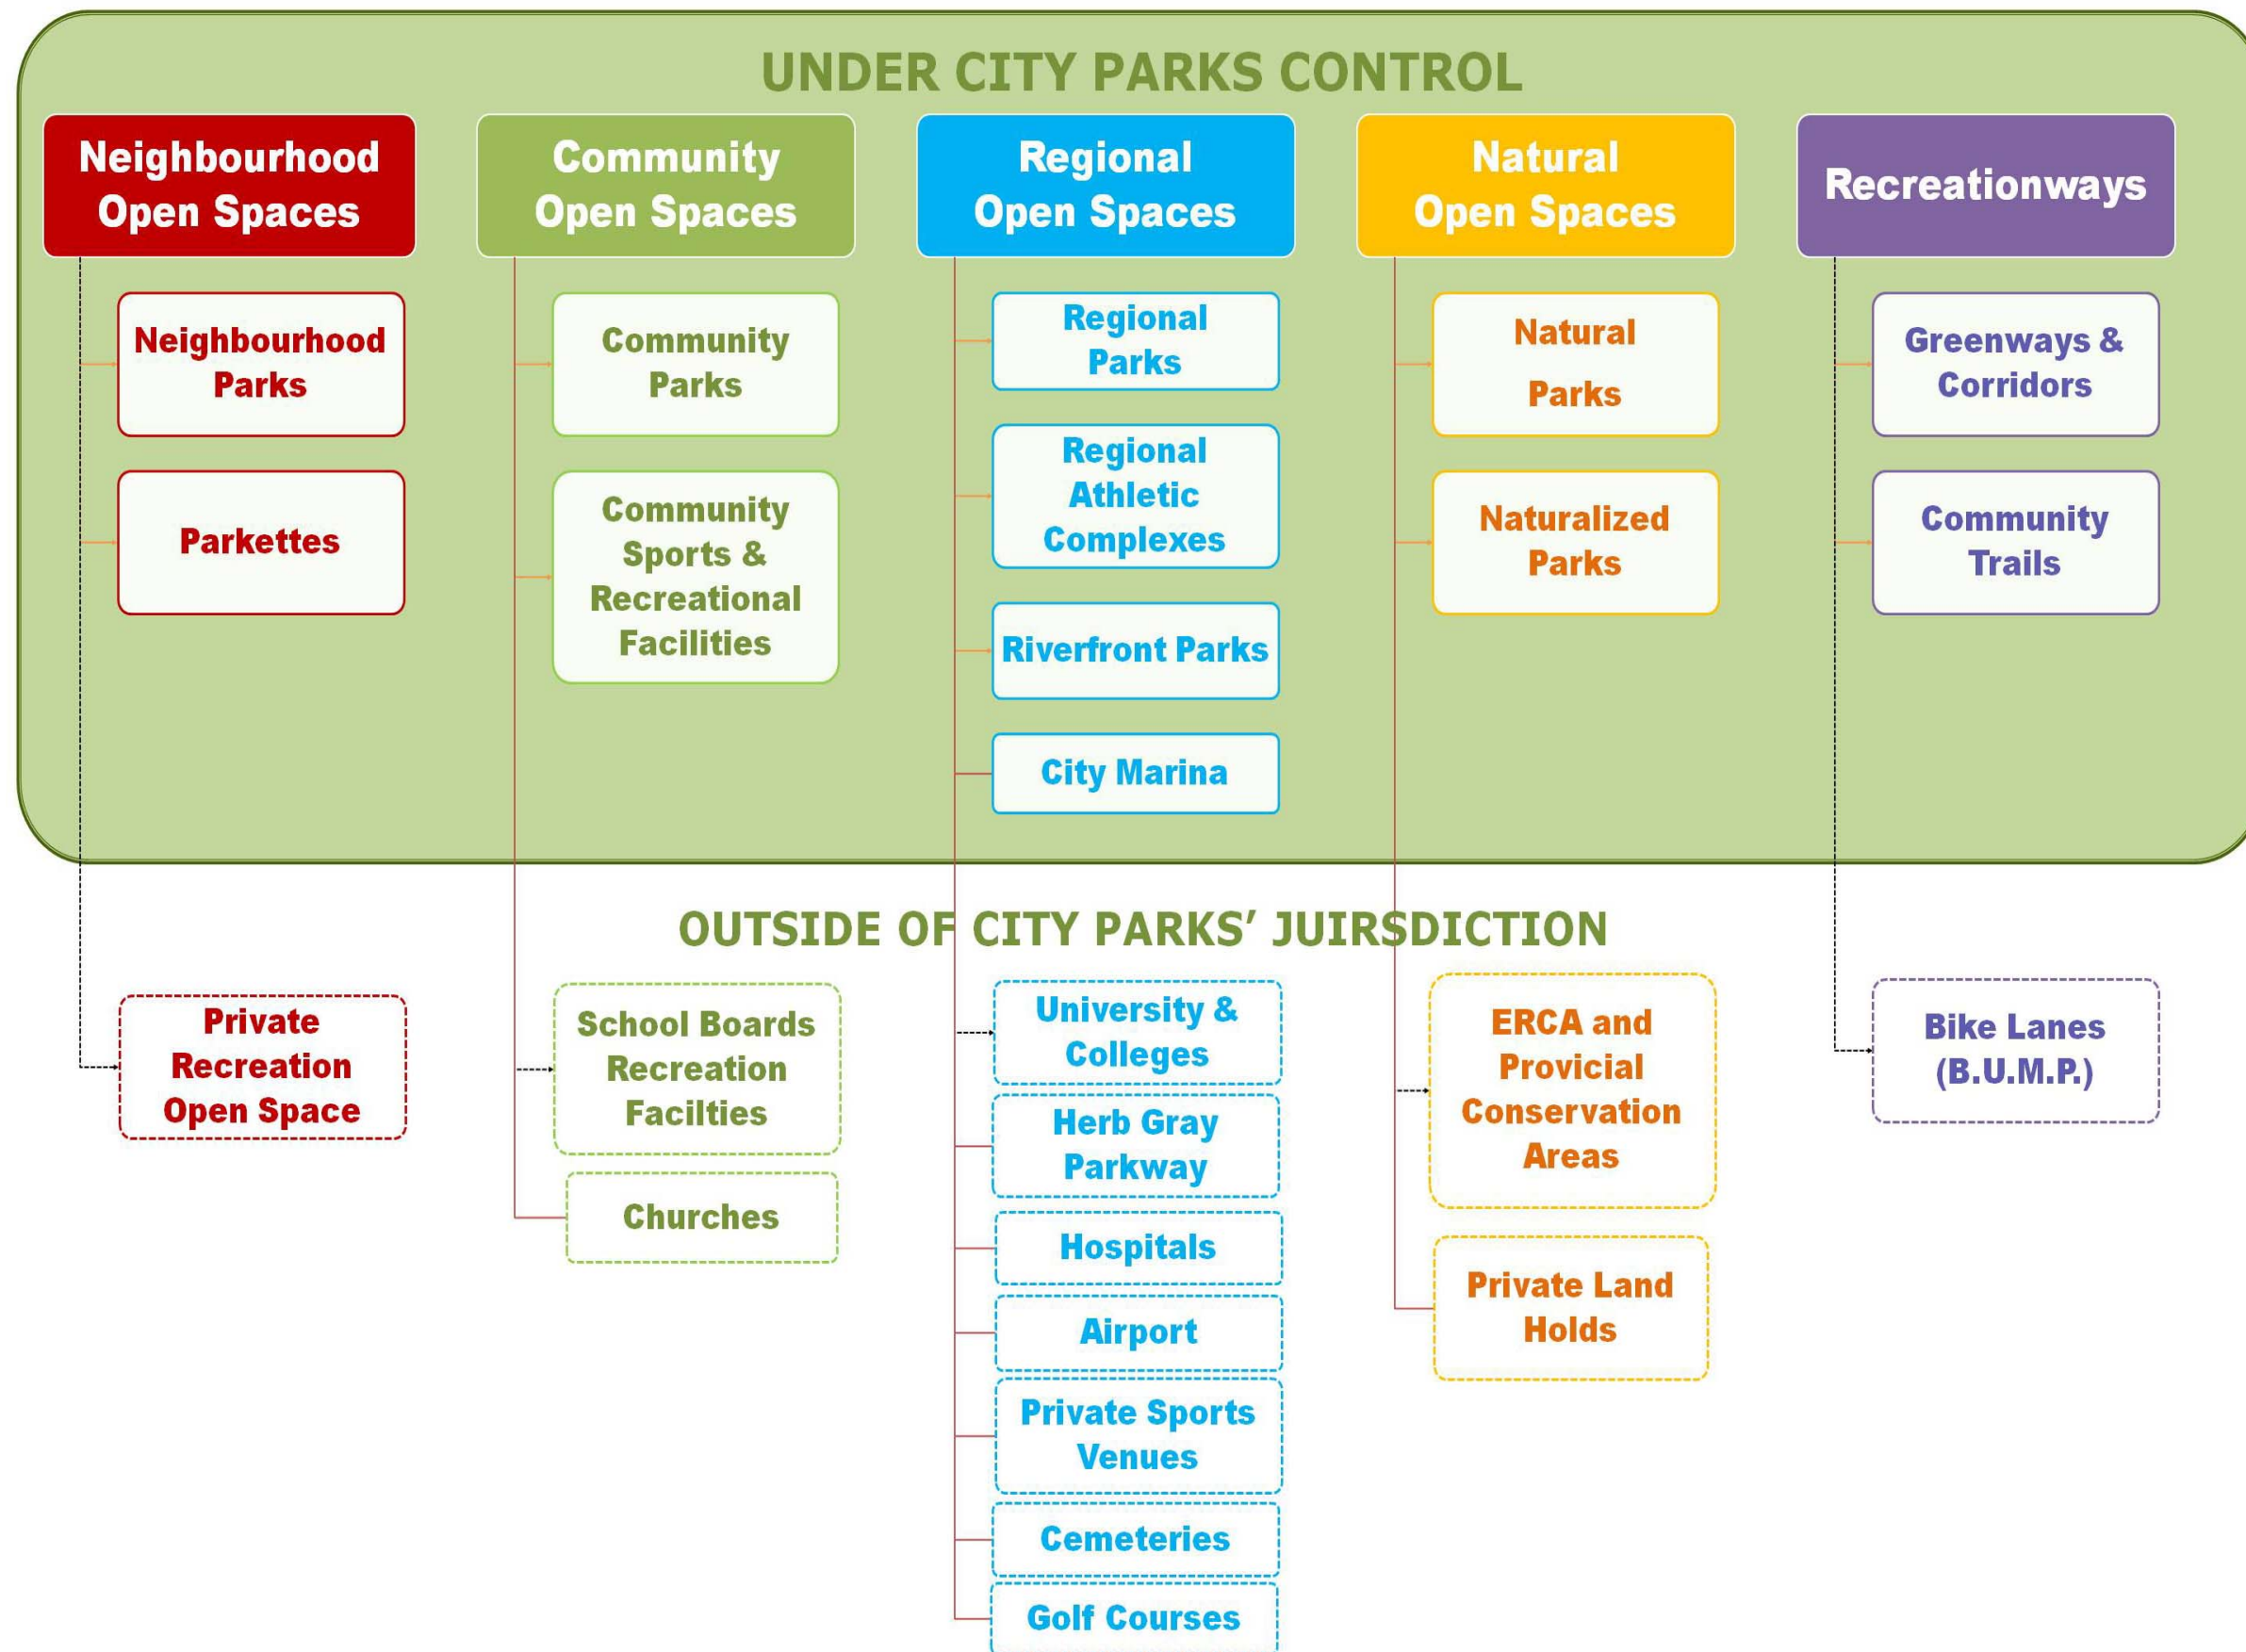 UNDER CITY PARKS CONTROL
Neighbourhood
Open Spaces
Community
Open Spaces
Regional
Open Spaces
Natural
Open Spaces
Recreationways
Neighbourhood
Parks
Parkettes
Community
Parks
Community
Sports &
Recreational
Facilities
Regional
Parks
Regional
Athletic
Complexes
Riverfront Parks
City Marina
Natural
Parks
Naturalized
Parks
Greenways &
Corridors
Community
Trails
OUTSIDE OF CITY PARKS’ JUIRSDICTION
Private
Recreation
Open Space
School Boards
Recreation
Facilties
Churches
University &
Colleges
Herb Gray
Parkway
Hospitals
Airport
Private Sports
Venues
Cemeteries
Golf Courses
ERCA and
Provicial
Conservation
Areas
Private Land
Holds
Bike Lanes
(B.U.M.P.)